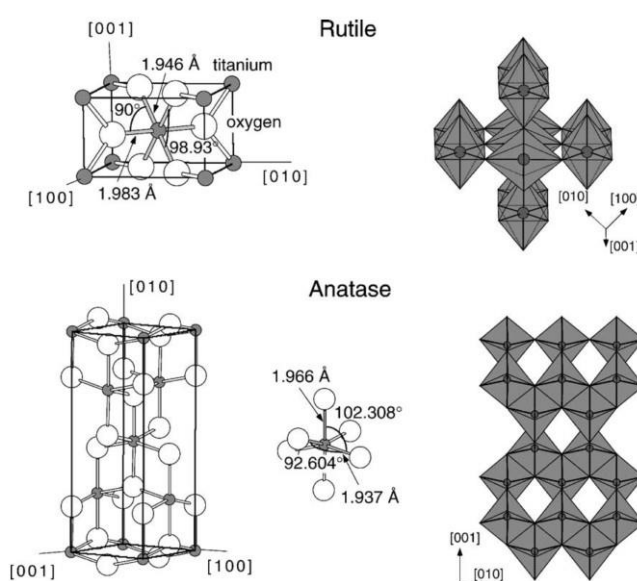 Rutile
[001]
1.946 Å titanium
90°
oxygen
98.93°
[010]
[100]
1.983 Å
[010]
[100]
[001]
Anatase
[010]
1.966 Å
102.308°
92.604°
1.937 Å
[001]
[100]
[001]
[010]